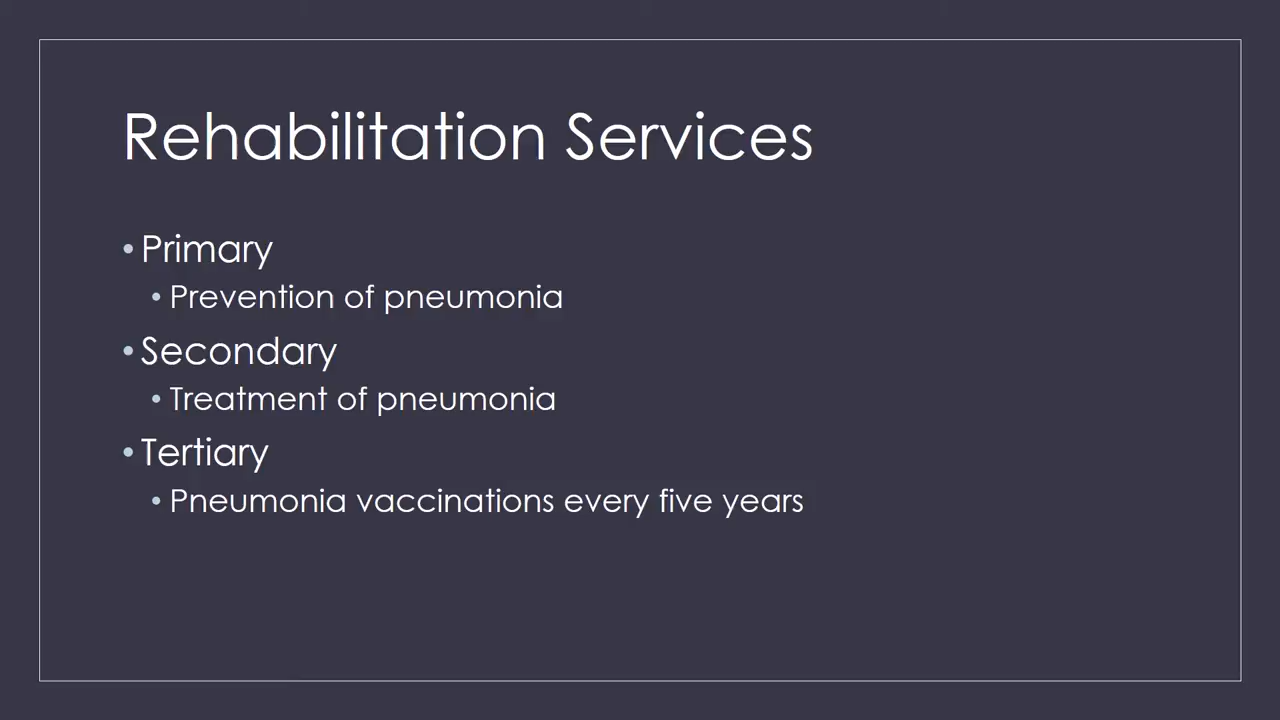 Rehabilitation Services
• Primary
• Prevention of pneumonia
• Secondary
• Treatment of pneumonia
• Tertiary
• Pneumonia vaccinations every five years